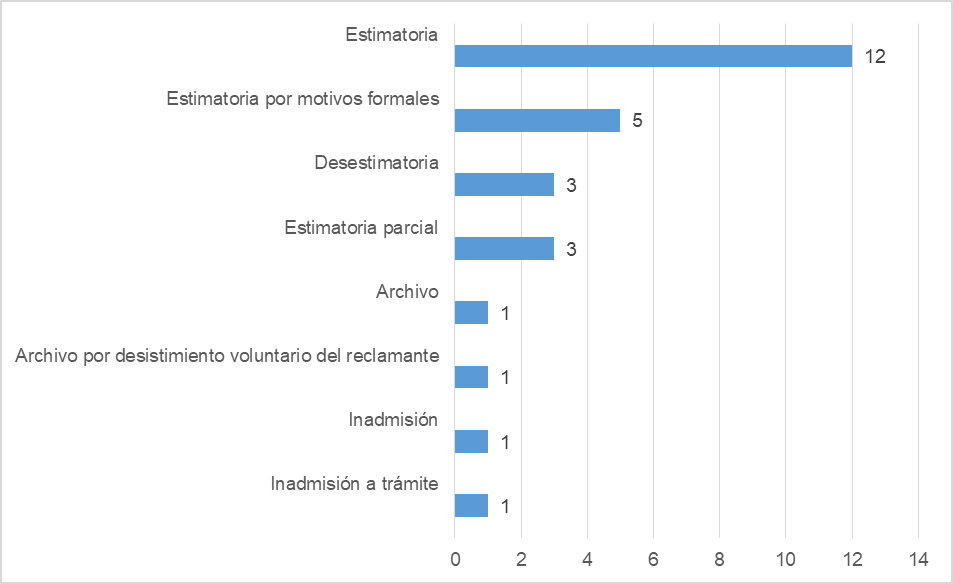 Estimatoria
12
Estimatoria por motivos formales
5
Desestimatoria
3
Estimatoria parcial
3
Archivo
1
Archivo por desistimiento voluntario del reclamante
1
Inadmisión
1
Inadmisión a trámite
1
0 2 4 6 8 10 12 14